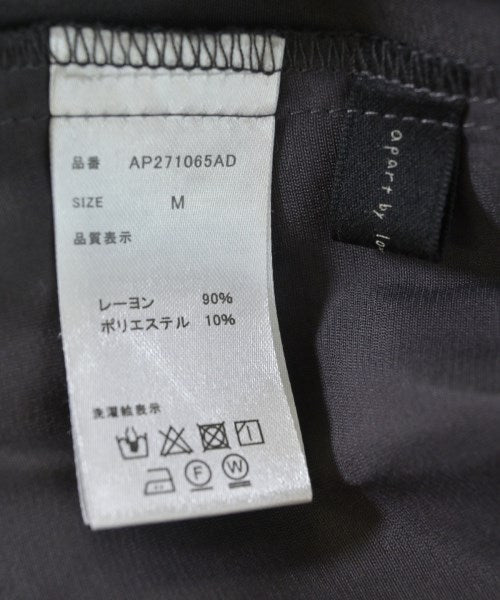 品番 AP271065AD
SIZE M
品質表示
レーヨン 90%
ポリエステル 10%
洗濯絵表示
F W
apart by